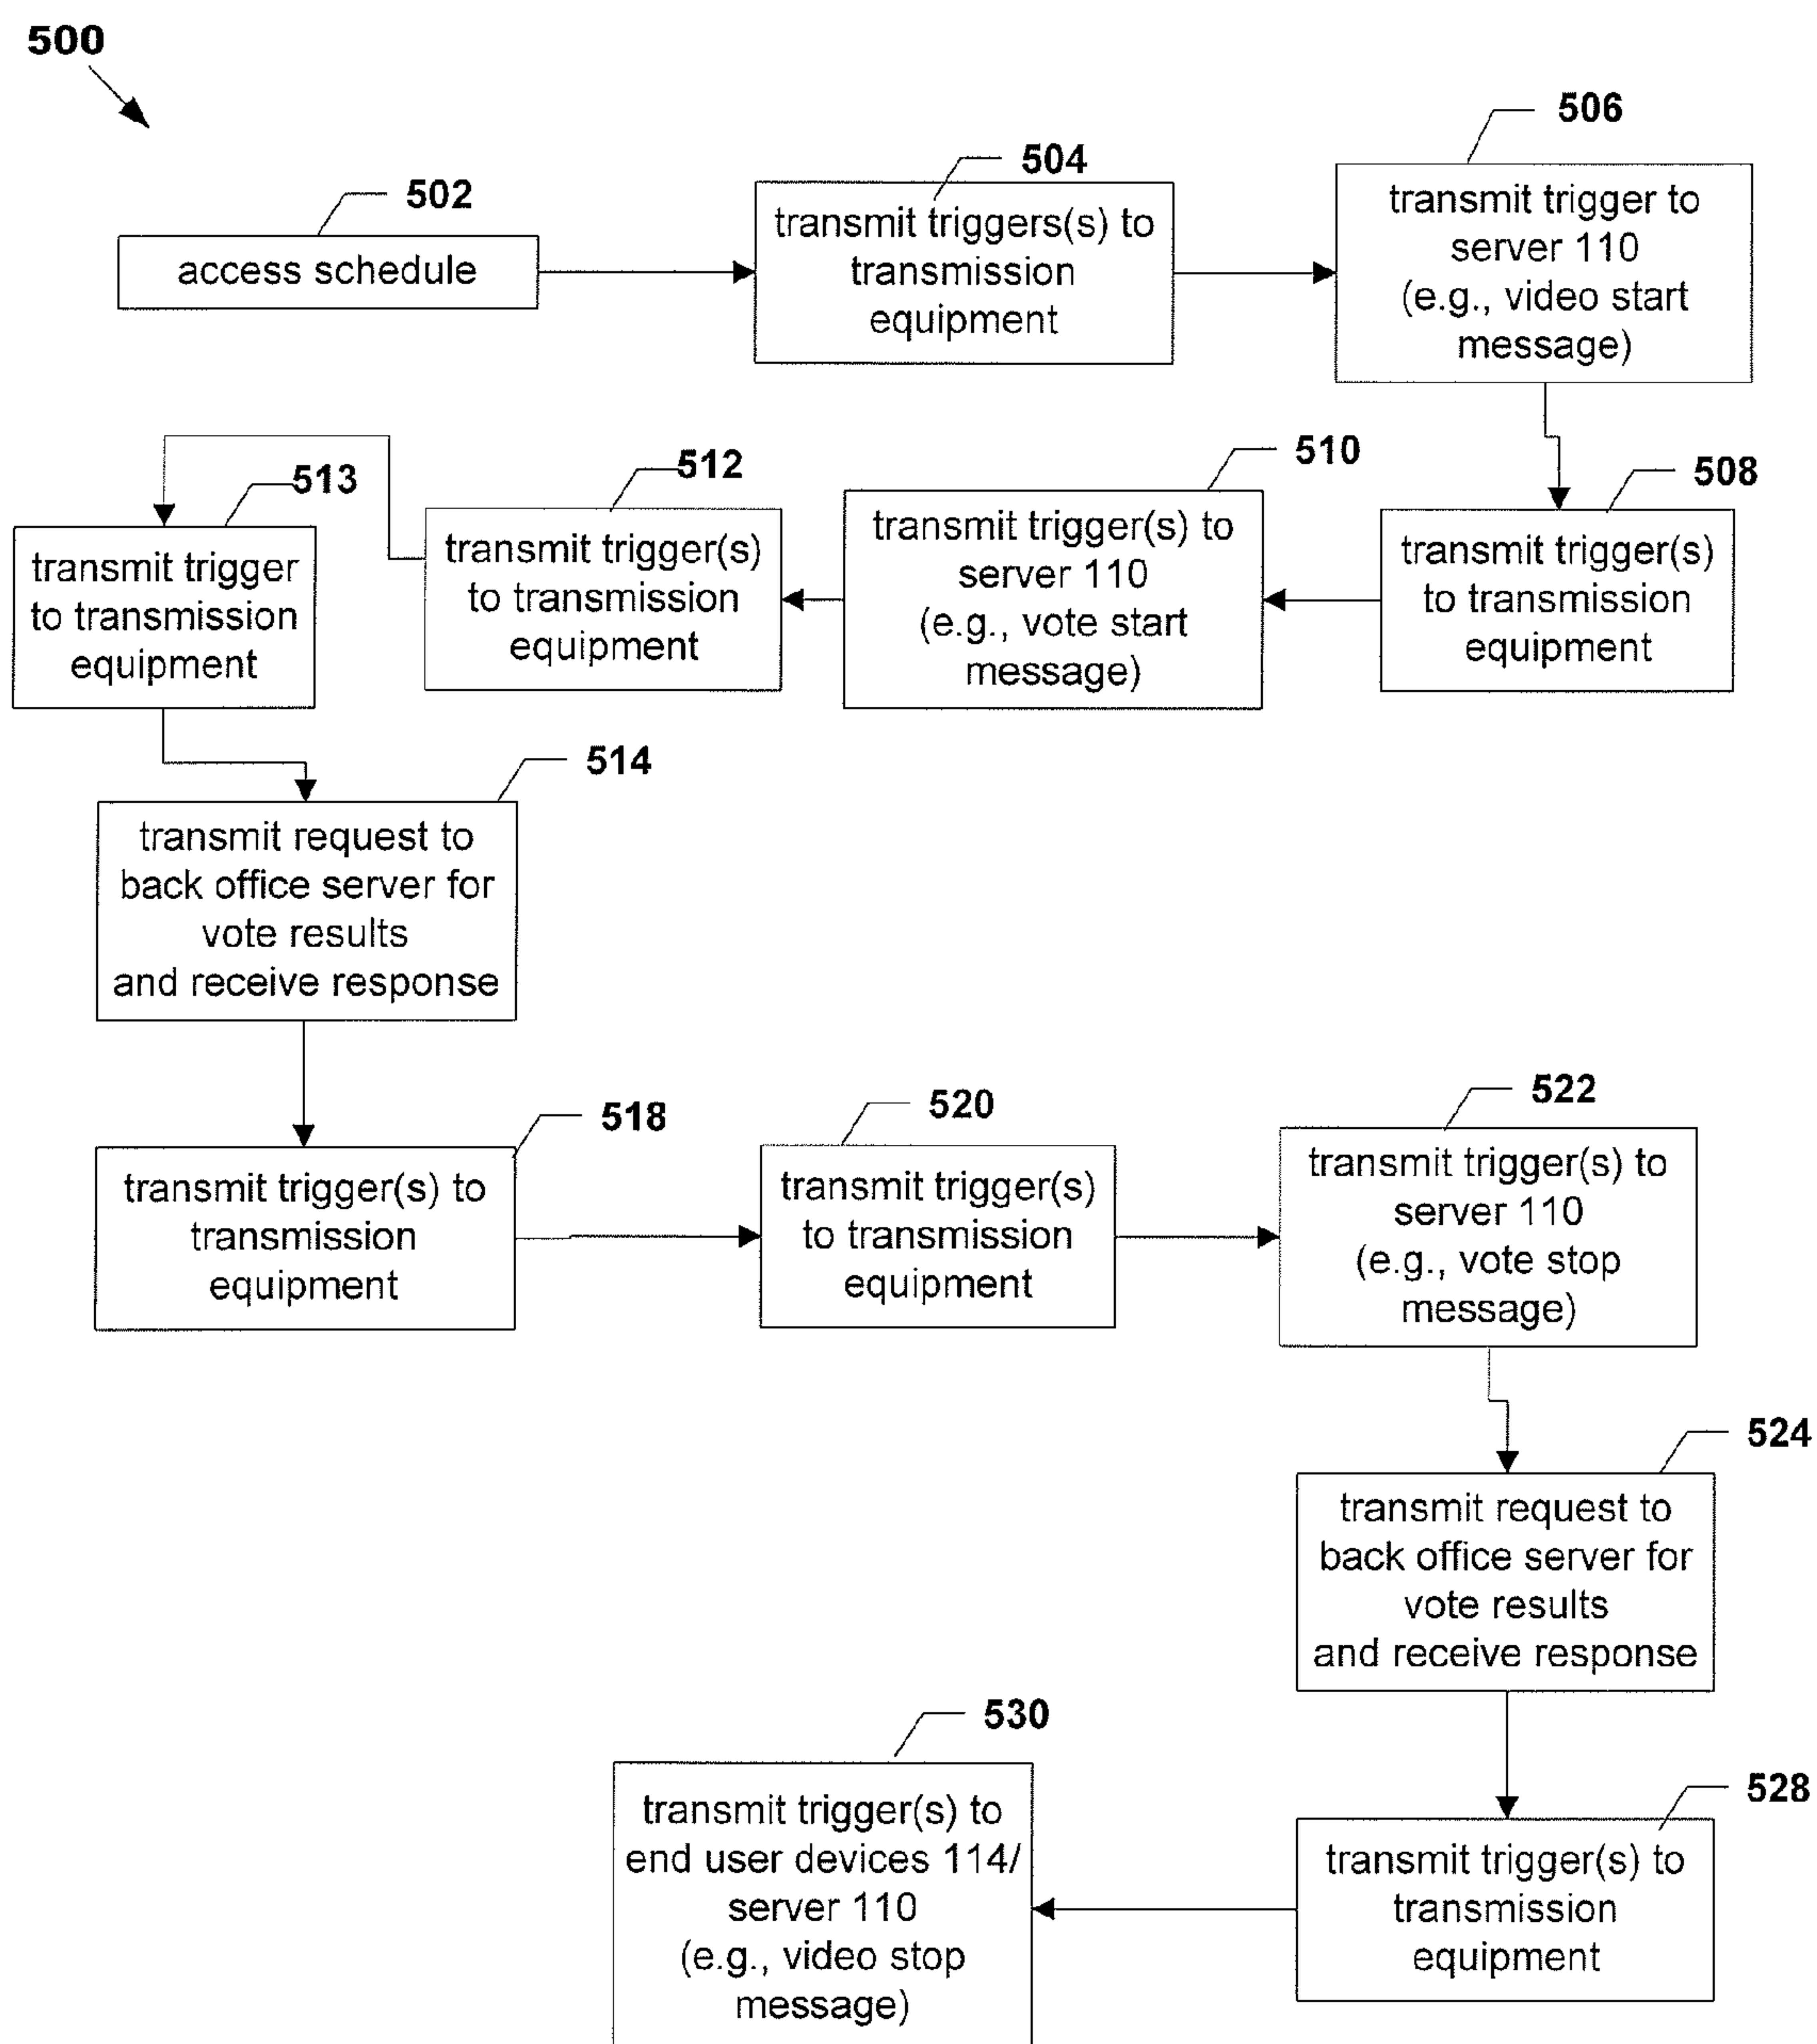 500
502
access schedule
504
transmit triggers(s) to
transmission
equipment
506
transmit trigger to
server 110
(e.g., video start
message)
508
transmit trigger(s)
to transmission
equipment
510
transmit trigger(s) to
server 110
(e.g., vote start
message)
512
transmit trigger(s)
to transmission
equipment
513
transmit trigger
to transmission
equipment
514
transmit request to
back office server for
vote results
and receive response
518
transmit trigger(s) to
transmission
equipment
520
transmit trigger(s)
to transmission
equipment
522
transmit trigger(s) to
server 110
(e.g., vote stop
message)
524
transmit request to
back office server for
vote results
and receive response
528
transmit trigger(s) to
transmission
equipment
530
transmit trigger(s) to
end user devices 114/
server 110
(e.g., video stop
message)